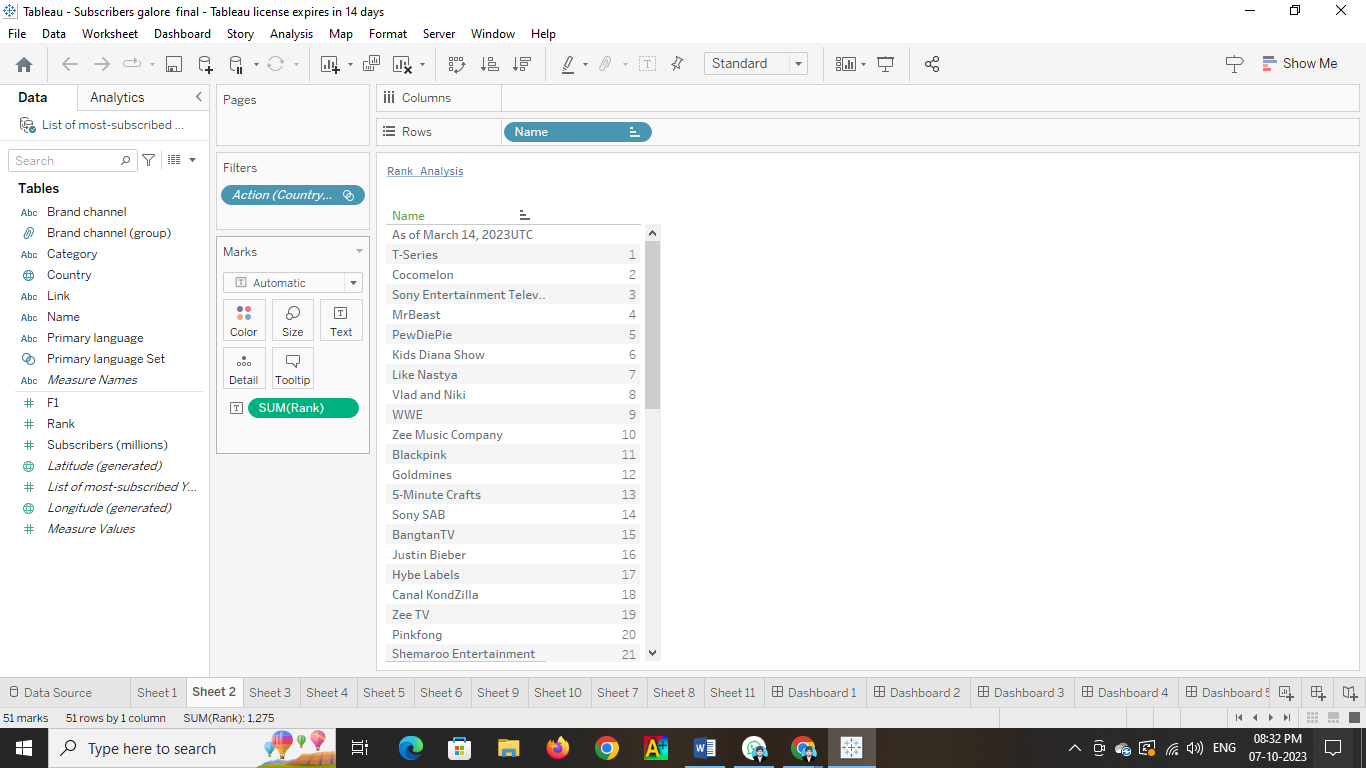 Tableau - Subscribers galore  final - Tableau license expires in 14 days
File Data Worksheet Dashboard Story Analysis Map Format Server Window Help
Standard
Show Me
Data Analytics
List of most-subscribed ...
Search
Tables
Abc Brand channel
Brand channel (group)
Abc Category
Country
Abc Link
Abc Name
Abc Primary language
Primary language Set
Abc Measure Names
F1
Rank
Subscribers (millions)
Latitude (generated)
List of most-subscribed Y...
Longitude (generated)
Measure Values
Pages
Filters
Action (Country,..
Marks
Automatic
Color Size Text
Detail Tooltip
SUM(Rank)
Columns
Rows Name
Rank Analysis
Name
As of March 14, 2023UTC
T-Series 1
Cocomelon 2
Sony Entertainment Telev.. 3
MrBeast 4
PewDiePie 5
Kids Diana Show 6
Like Nastya 7
Vlad and Niki 8
WWE 9
Zee Music Company 10
Blackpink 11
Goldmines 12
5-Minute Crafts 13
Sony SAB 14
BangtanTV 15
Justin Bieber 16
Hybe Labels 17
Canal KondZilla 18
Zee TV 19
Pinkfong 20
Shemaroo Entertainment 21
Data Source Sheet 1 Sheet 2 Sheet 3 Sheet 4 Sheet 5 Sheet 6 Sheet 9 Sheet 10 Sheet 7 Sheet 8 Sheet 11 Dashboard 1 Dashboard 2 Dashboard 3 Dashboard 4 Dashboard 5
51 marks 51 rows by 1 column SUM(Rank): 1,275
Type here to search
ENG
08:32 PM
07-10-2023